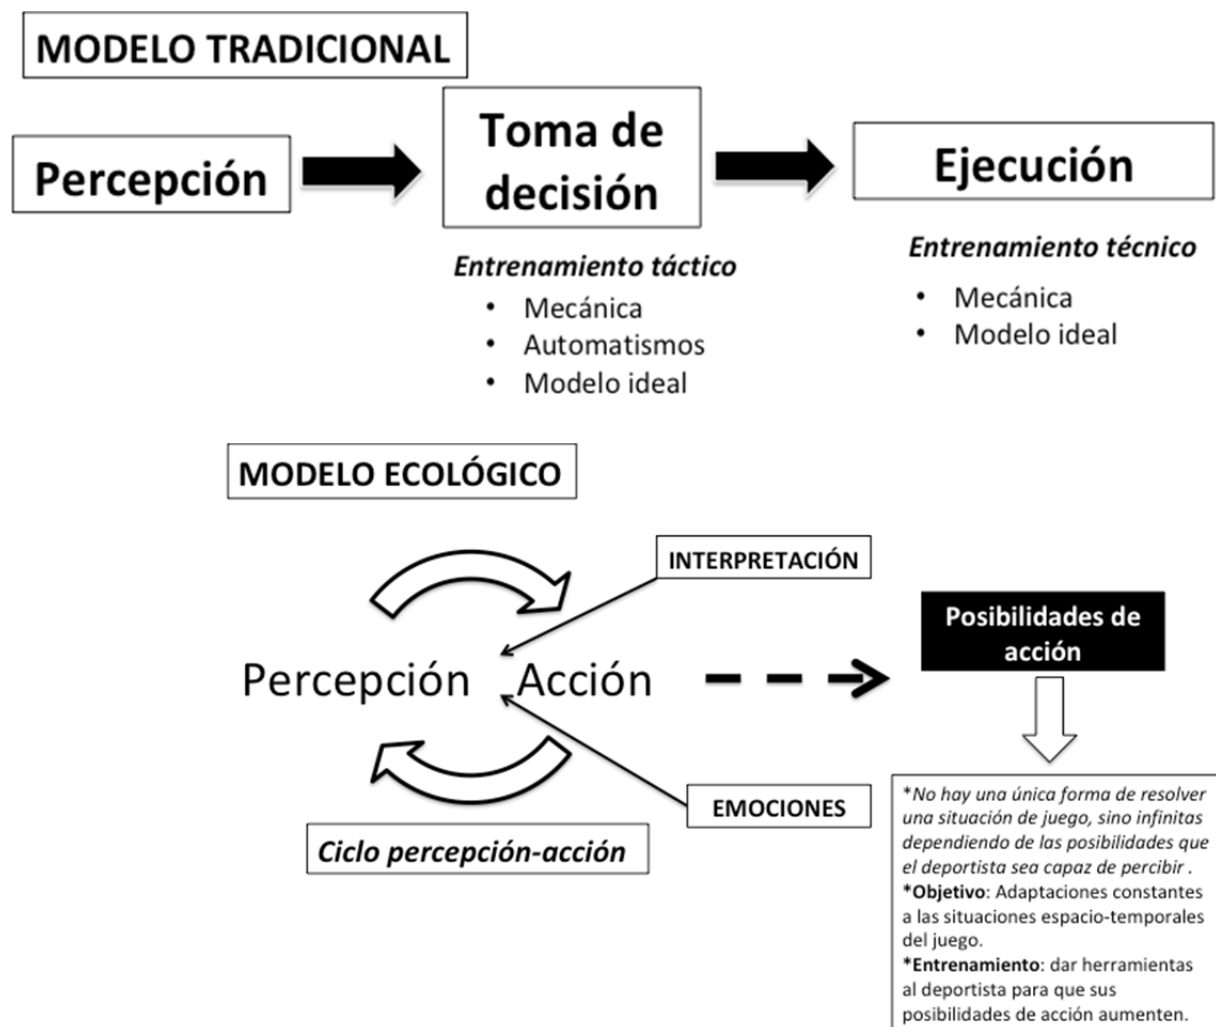 MODELO TRADICIONAL
Percepción
Toma de
decisión
Ejecución
Entrenamiento táctico
• Mecánica
• Automatismos
• Modelo ideal
Entrenamiento técnico
• Mecánica
• Modelo ideal
MODELO ECOLÓGICO
INTERPRETACIÓN
Percepción Acción
EMOCIONES
Ciclo percepción-acción
Posibilidades de
acción
*No hay una única forma de resolver
una situación de juego, sino infinitas
dependiendo de las posibilidades que
el deportista sea capaz de percibir .
*Objetivo: Adaptaciones constantes
a las situaciones espacio-temporales
del juego.
*Entrenamiento: dar herramientas
al deportista para que sus
posibilidades de acción aumenten.